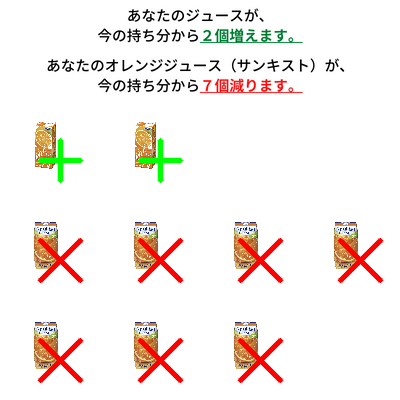 あなたのジュースが、
今の持ち分から２個増えます。
あなたのオレンジジュース（サンキスト）が、
今の持ち分から７個減ります。